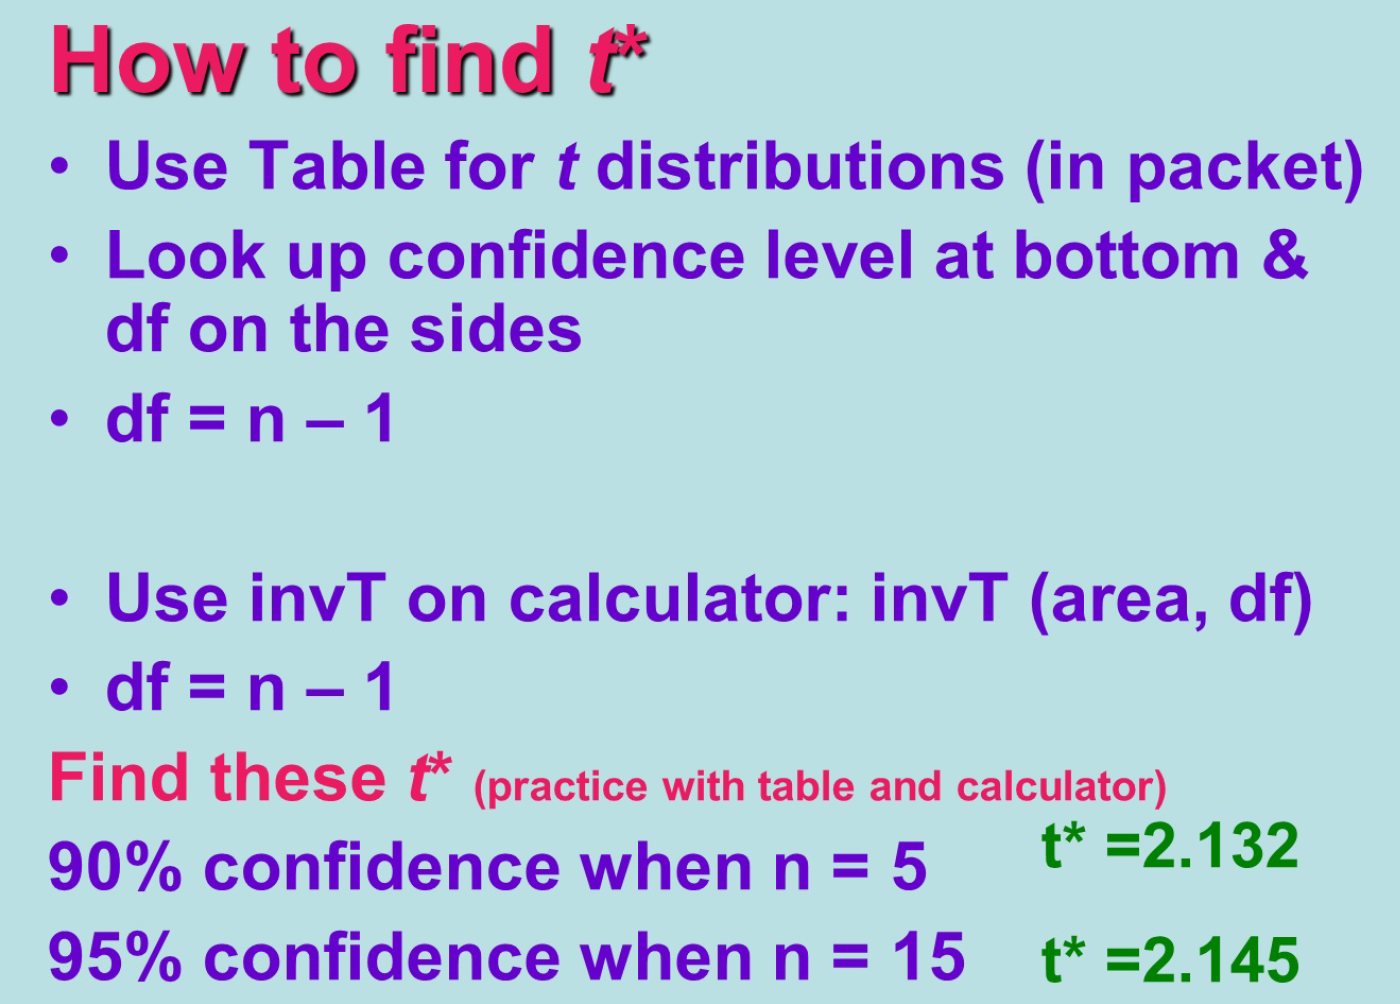 How to find t*
• Use Table for t distributions (in packet)
• Look up confidence level at bottom &
df on the sides
• df = n – 1
• Use invT on calculator: invT (area, df)
• df = n – 1
Find these t* (practice with table and calculator)
90% confidence when n = 5 t* =2.132
95% confidence when n = 15 t* =2.145